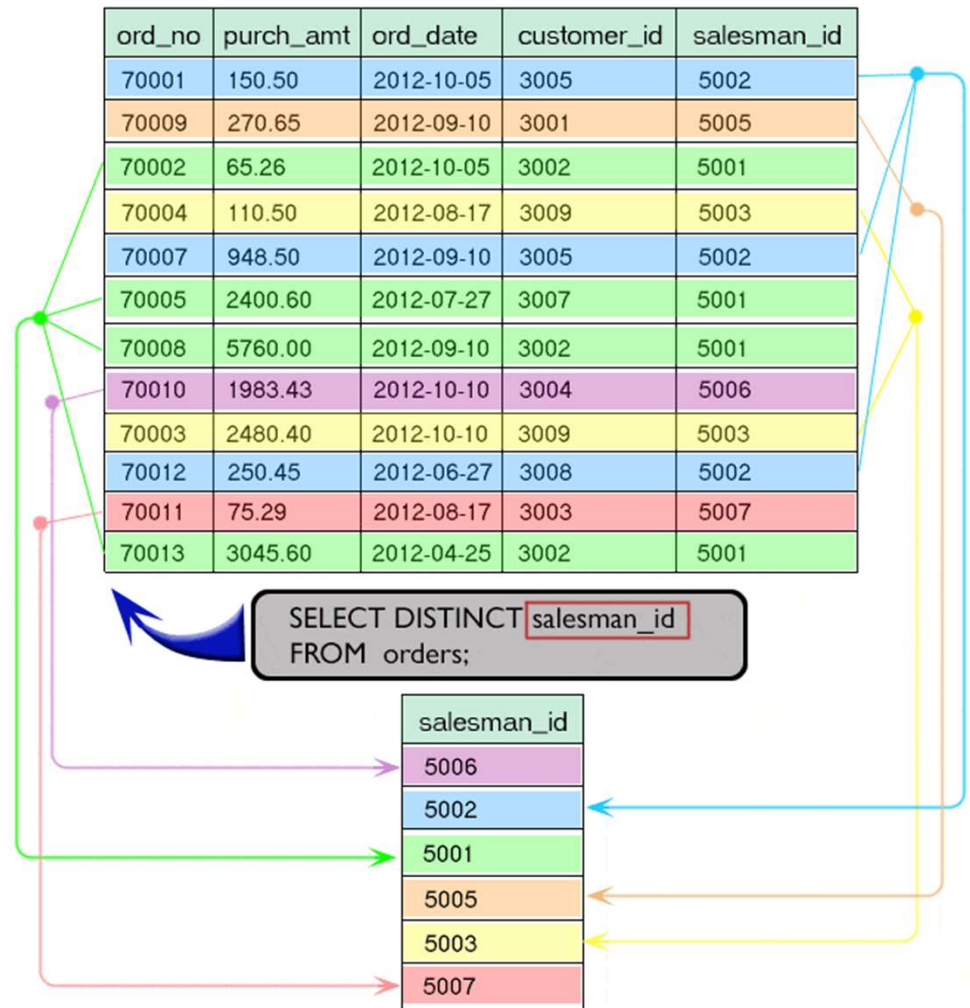 ord_no purch_amt ord_date customer_id salesman_id
70001 150.50 2012-10-05 3005 5002
70009 270.65 2012-09-10 3001 5005
70002 65.26 2012-10-05 3002 5001
70004 110.50 2012-08-17 3009 5003
70007 948.50 2012-09-10 3005 5002
70005 2400.60 2012-07-27 3007 5001
70008 5760.00 2012-09-10 3002 5001
70010 1983.43 2012-10-10 3004 5006
70003 2480.40 2012-10-10 3009 5003
70012 250.45 2012-06-27 3008 5002
70011 75.29 2012-08-17 3003 5007
70013 3045.60 2012-04-25 3002 5001
SELECT DISTINCT salesman_id
FROM orders;
salesman_id
5006
5002
5001
5005
5003
5007